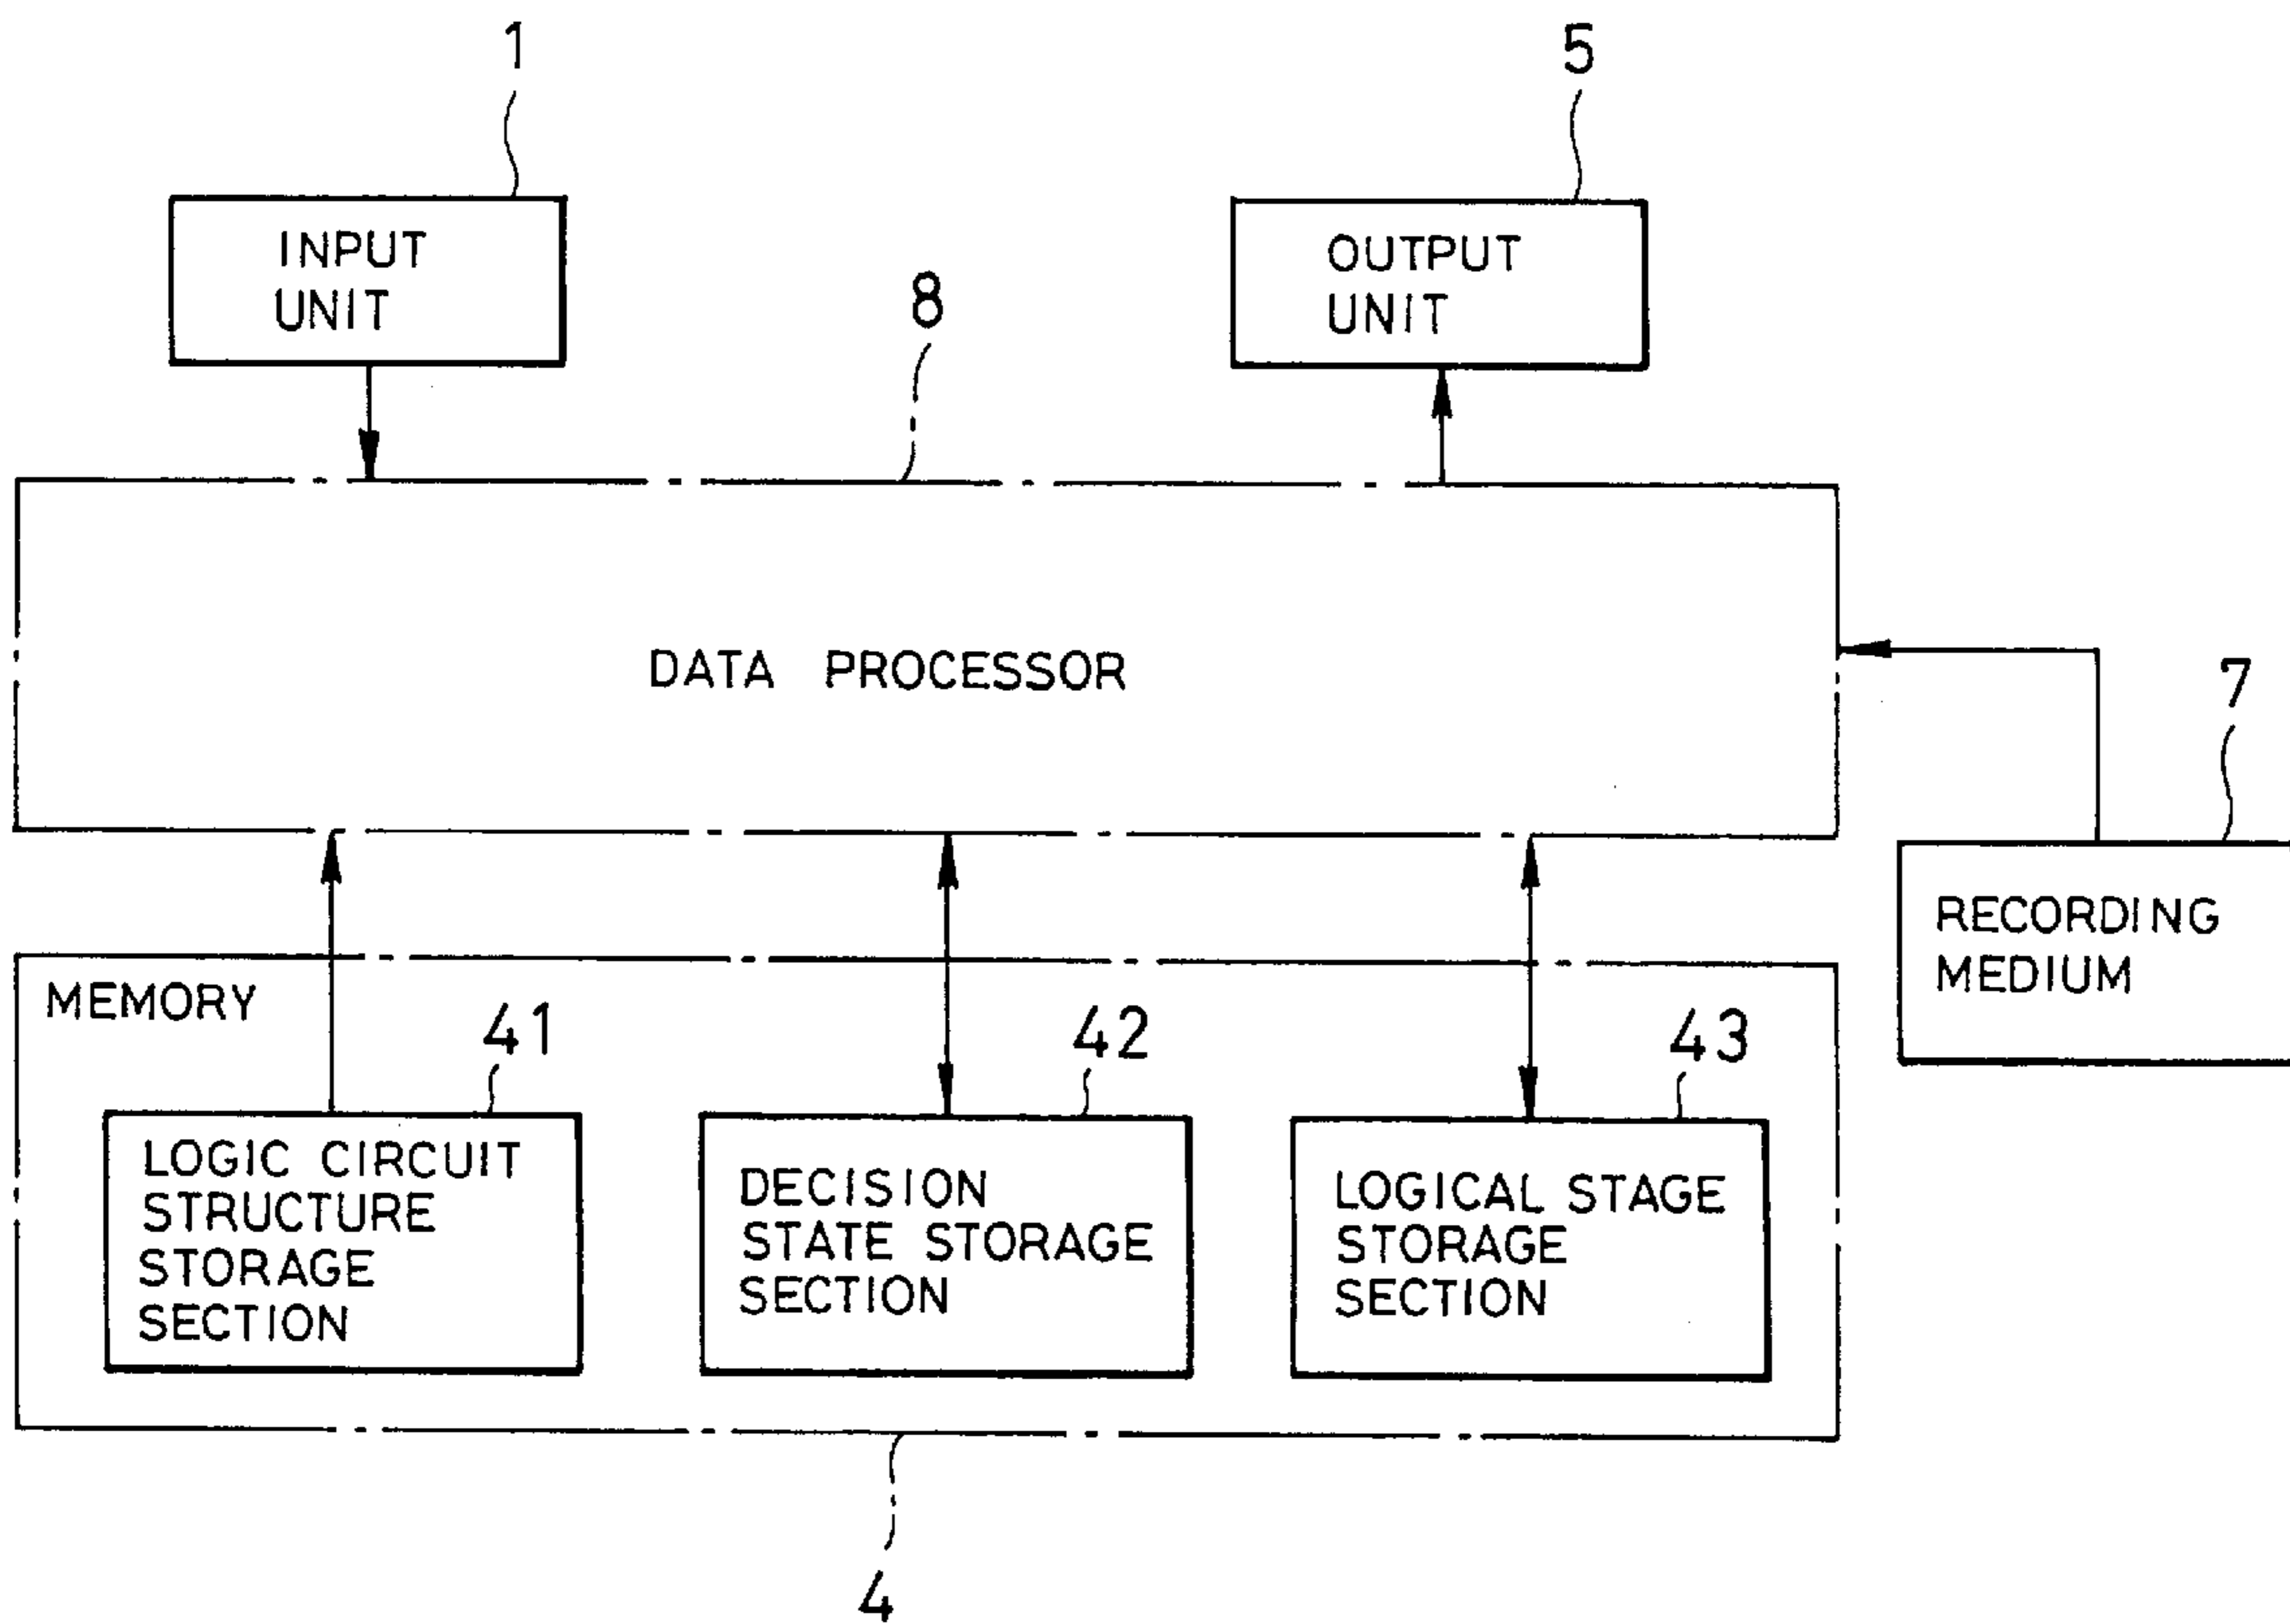 1
5
INPUT
UNIT
OUTPUT
UNIT
8
DATA PROCESSOR
7
RECORDING
MEDIUM
MEMORY
41
42
43
LOGIC CIRCUIT
STRUCTURE
STORAGE
SECTION
DECISION
STATE STORAGE
SECTION
LOGICAL STAGE
STORAGE
SECTION
4